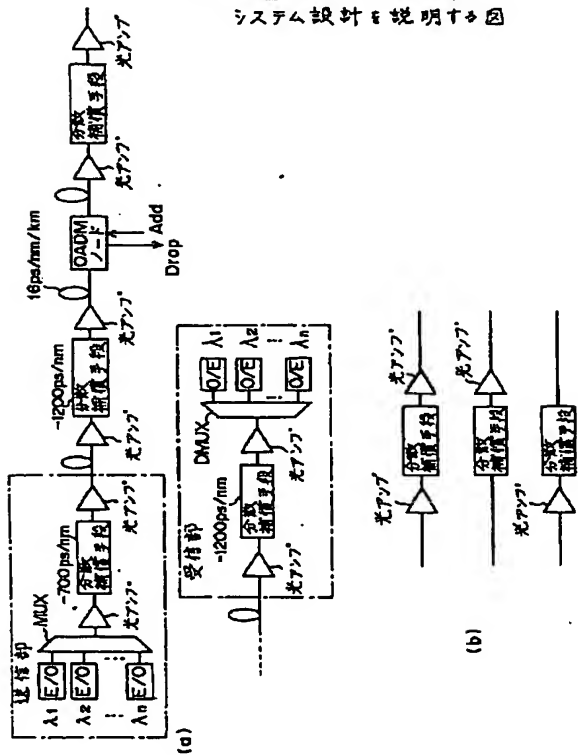 システム設計を説明する図
(a)
送信部
λ1
E/O
λ2
E/O
λn
E/O
MUX
光アンプ
-700ps/nm
分散
補償手段
光アンプ
光アンプ
-1200ps/nm
分散
補償手段
光アンプ
16ps/nm/km
OADM
ノード
Add
Drop
光アンプ
分散
補償手段
光アンプ
受信部
光アンプ
-1200ps/nm
分散
補償手段
光アンプ
DMUX
O/E
λ1
O/E
λ2
O/E
λn
(b)
光アンプ
分散
補償手段
光アンプ
分散
補償手段
光アンプ
光アンプ
分散
補償手段